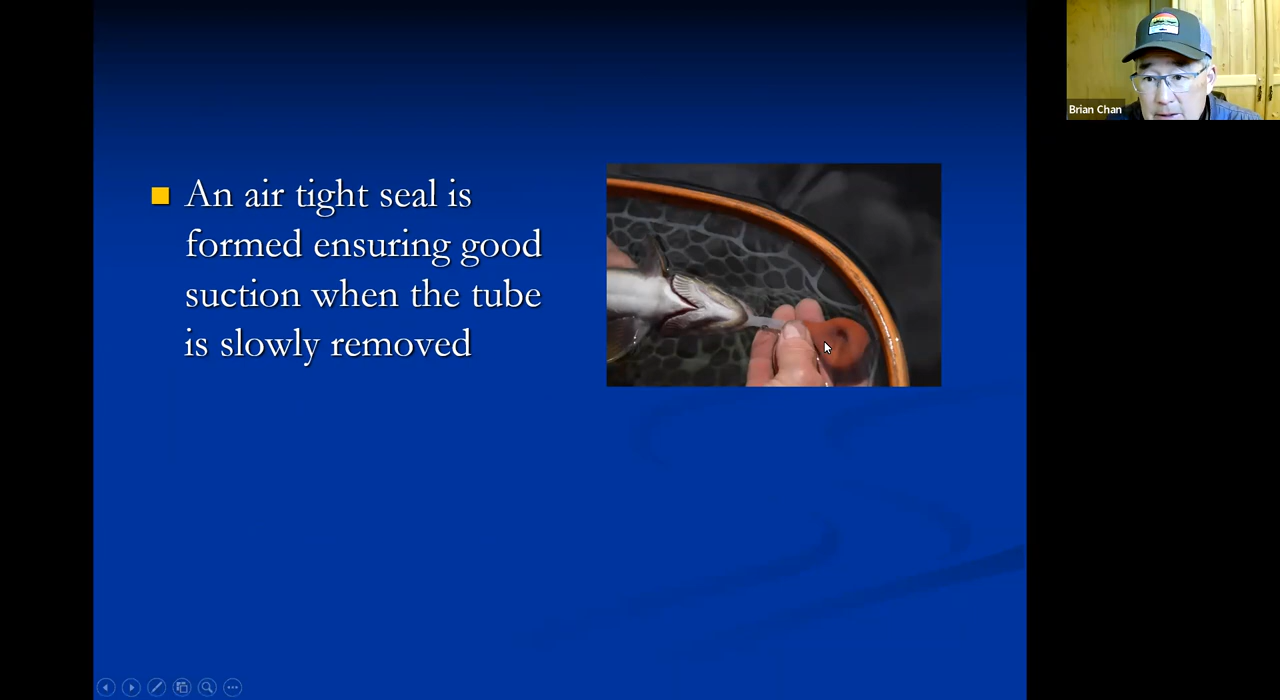 An air tight seal is
formed ensuring good
suction when the tube
is slowly removed
Brian Chan